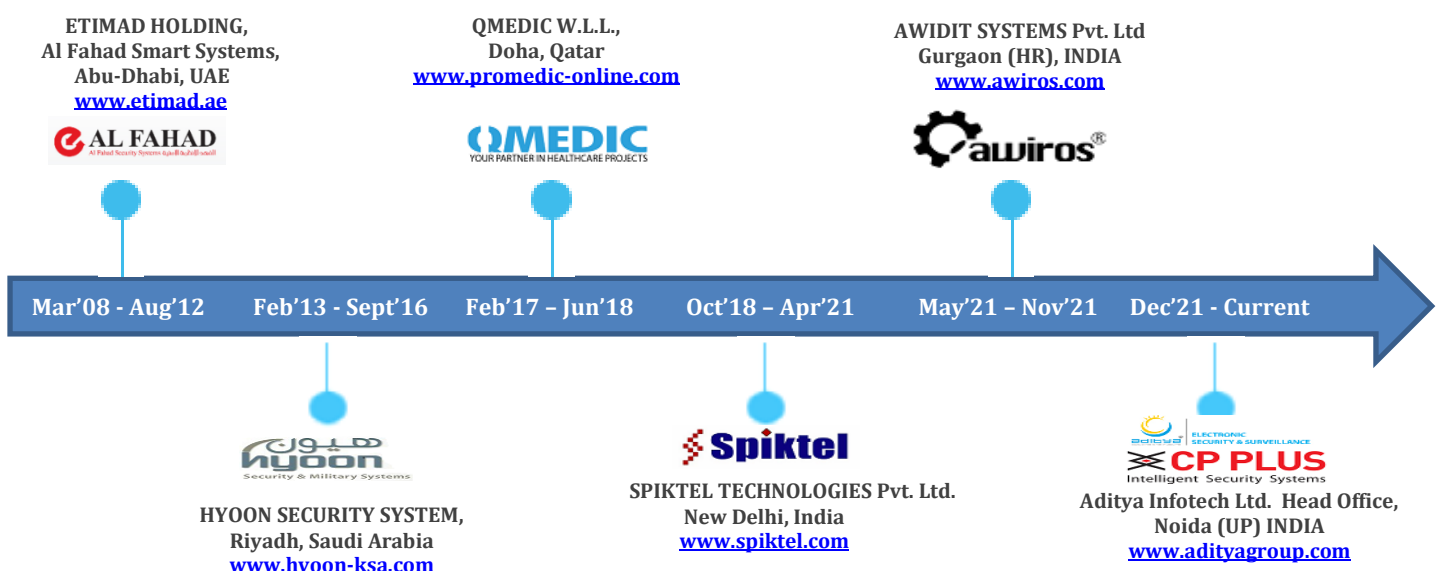 ETIMAD HOLDING,
Al Fahad Smart Systems,
Abu-Dhabi, UAE
www.etimad.ae
AL FAHAD
Al Fahad Security Systems
QMEDIC W.L.L.,
Doha, Qatar
www.promedic-online.com
QMEDIC
YOUR PARTNER IN HEALTHCARE PROJECTS
AWIDIT SYSTEMS Pvt. Ltd
Gurgaon (HR), INDIA
www.awiros.com
awiros®
Mar’08 - Aug’12
Feb’13 - Sept’16
Feb’17 – Jun’18
Oct’18 – Apr’21
May’21 – Nov’21
Dec’21 - Current
هيون
hyoon
Security & Military Systems
HYOON SECURITY SYSTEM,
Riyadh, Saudi Arabia
www.hyoon-ksa.com
Spiktel
SPIKTEL TECHNOLOGIES Pvt. Ltd.
New Delhi, India
www.spiktel.com
aditya
ELECTRONIC
SECURITY & SURVEILLANCE
CP PLUS
Intelligent Security Systems
Aditya Infotech Ltd. Head Office,
Noida (UP) INDIA
www.adityagroup.com